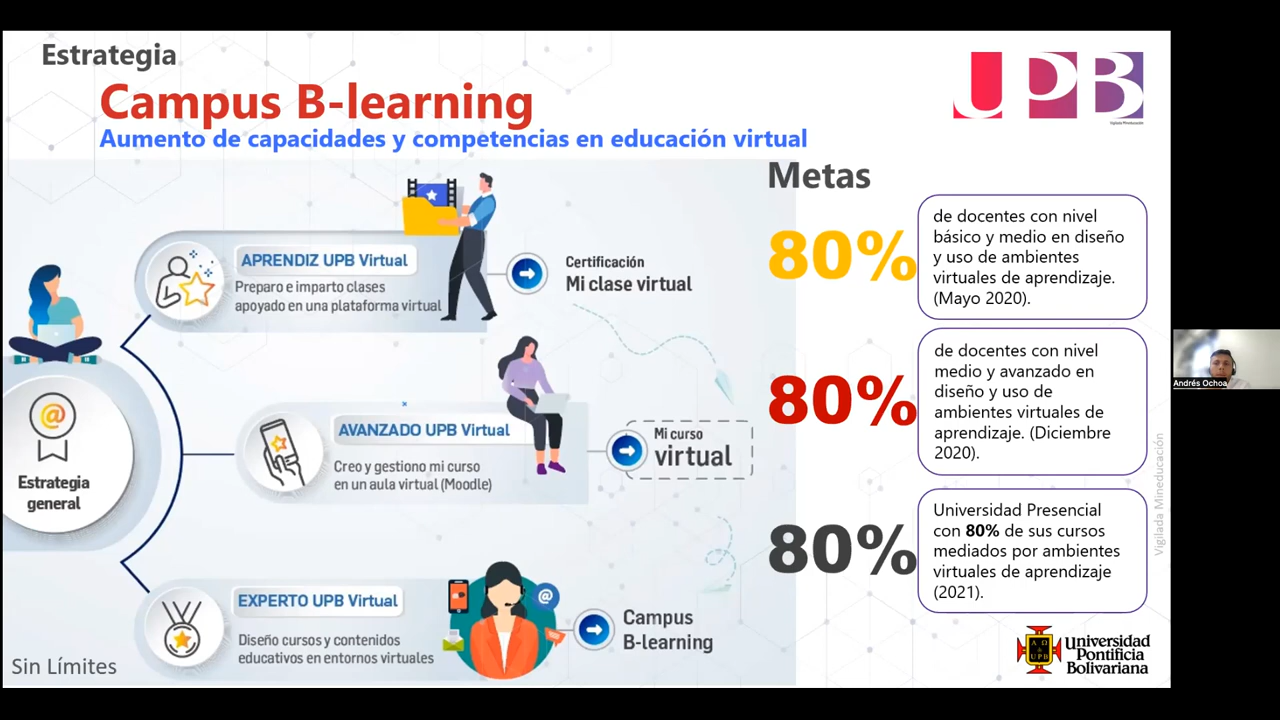 Estrategia
Campus B-learning
Aumento de capacidades y competencias en educación virtual
UPB
Metas
APRENDIZ UPB Virtual
Preparo e imparto clases
apoyado en una plataforma virtual
Certificación
Mi clase virtual
80%
de docentes con nivel
básico y medio en diseño
y uso de ambientes
virtuales de aprendizaje.
(Mayo 2020).
Estrategia
general
AVANZADO UPB Virtual
Creo y gestiono mi curso
en un aula virtual (Moodle)
Mi curso
virtual
80%
de docentes con nivel
medio y avanzado en
diseño y uso de
ambientes virtuales de
aprendizaje. (Diciembre
2020).
EXPERTO UPB Virtual
Diseño cursos y contenidos
educativos en entornos virtuales
Campus
B-learning
80%
Universidad Presencial
con 80% de sus cursos
mediados por ambientes
virtuales de aprendizaje
(2021).
Sin Límites
Universidad
Pontificia
Bolivariana
Vigilada Mineducación
Andrés Ochoa